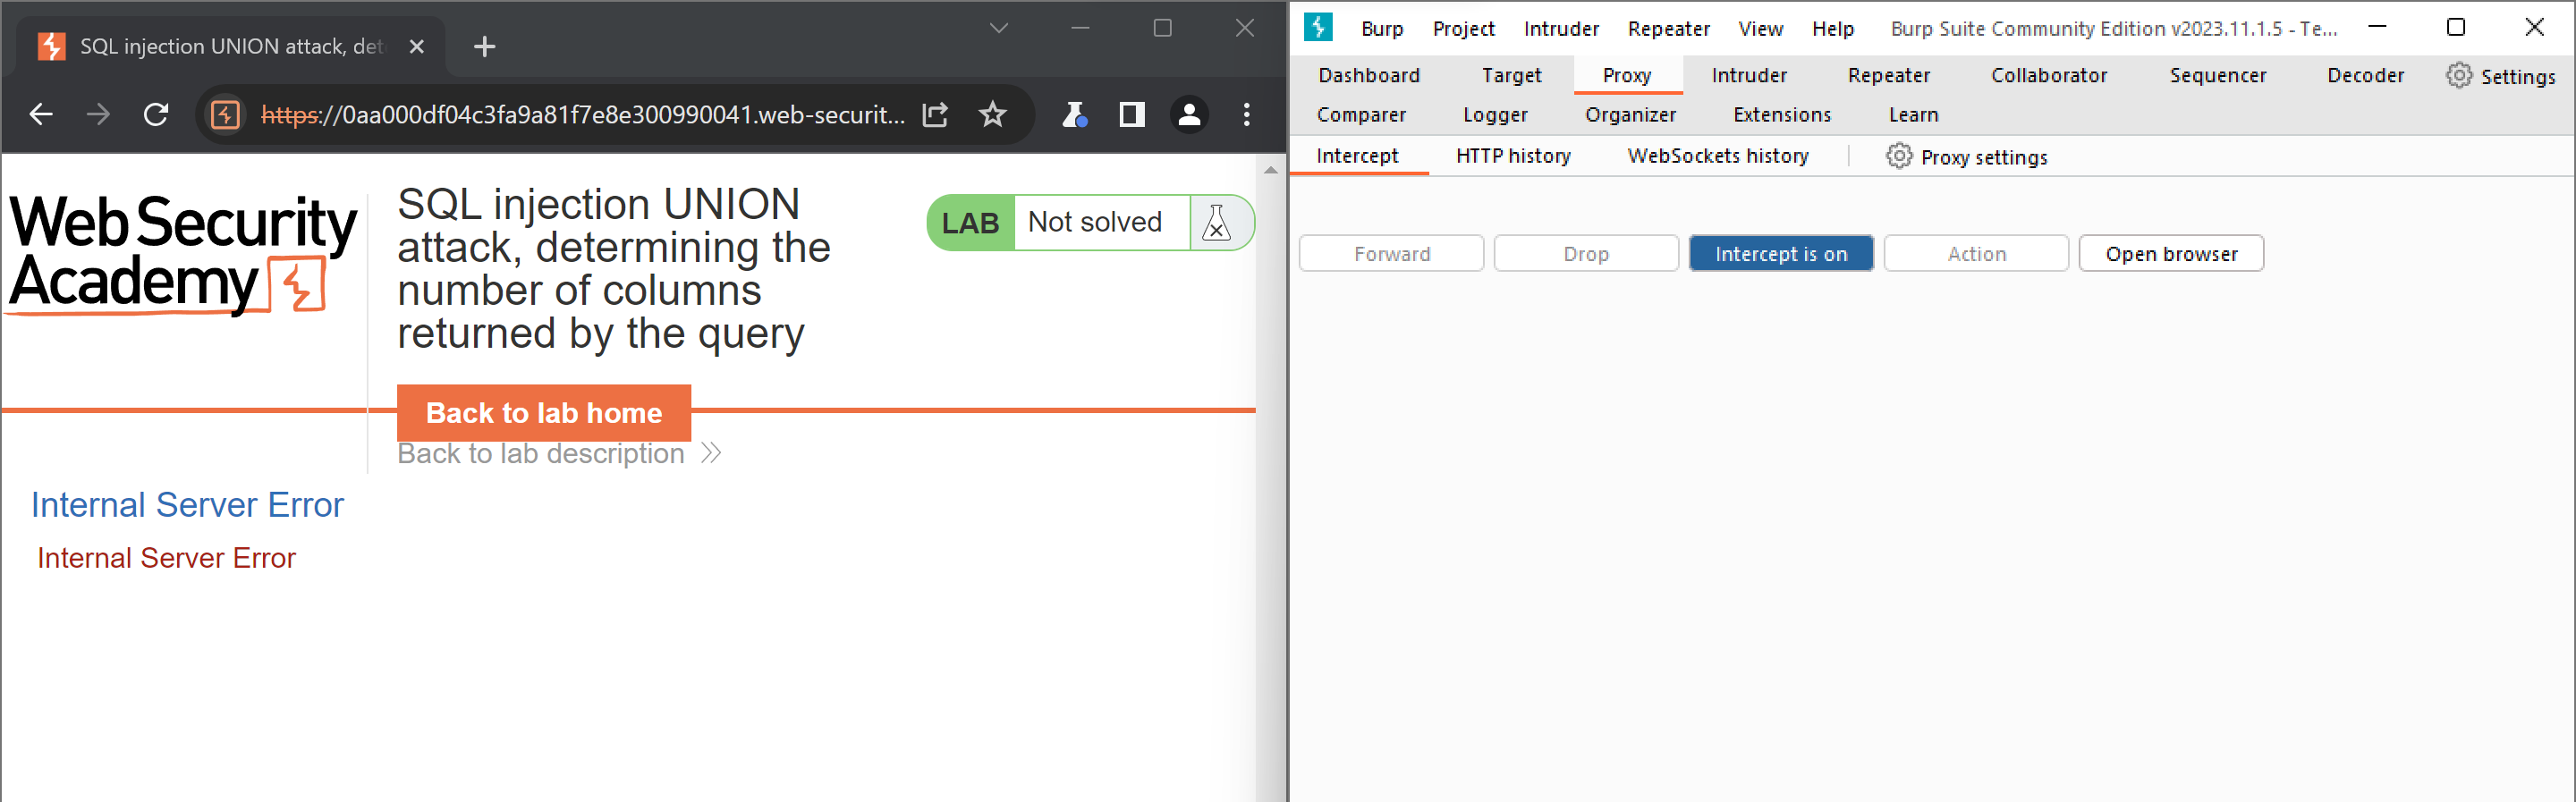 SQL injection UNION attack, det
https://0aa000df04c3fa9a81f7e8e300990041.web-securit...
Web Security
Academy
SQL injection UNION
attack, determining the
number of columns
returned by the query
LAB Not solved
Back to lab home
Back to lab description
Internal Server Error
Internal Server Error
Burp Project Intruder Repeater View Help Burp Suite Community Edition v2023.11.1.5 - Te...
Dashboard Target Proxy Intruder Repeater Collaborator Sequencer Decoder Settings
Comparer Logger Organizer Extensions Learn
Intercept HTTP history WebSockets history Proxy settings
Forward Drop Intercept is on Action Open browser